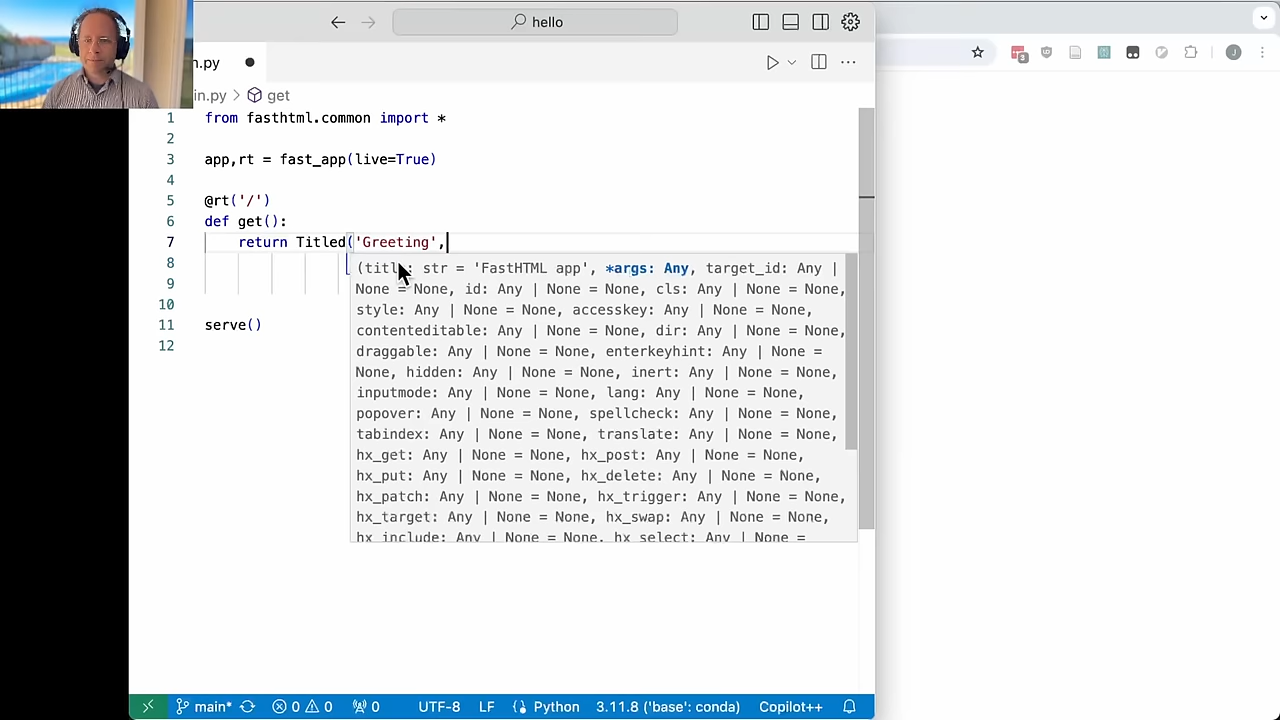 hello
n.py
in.py > get
1 from fasthtml.common import *
2
3 app,rt = fast_app(live=True)
4
5 @rt('/')
6 def get():
7 return Titled('Greeting',
8
9
10
11 serve()
12
(title: str = 'FastHTML app', *args: Any, target_id: Any |
None = None, id: Any | None = None, cls: Any | None = None,
style: Any | None = None, accesskey: Any | None = None,
contenteditable: Any | None = None, dir: Any | None = None,
draggable: Any | None = None, enterkeyhint: Any | None =
None, hidden: Any | None = None, inert: Any | None = None,
inputmode: Any | None = None, lang: Any | None = None,
popover: Any | None = None, spellcheck: Any | None = None,
tabindex: Any | None = None, translate: Any | None = None,
hx_get: Any | None = None, hx_post: Any | None = None,
hx_put: Any | None = None, hx_delete: Any | None = None,
hx_patch: Any | None = None, hx_trigger: Any | None = None,
hx_target: Any | None = None, hx_swap: Any | None = None,
hx_include: Any | None = None, hx_select: Any | None =
main* 0 0 0 UTF-8 LF Python 3.11.8 ('base': conda) Copilot++